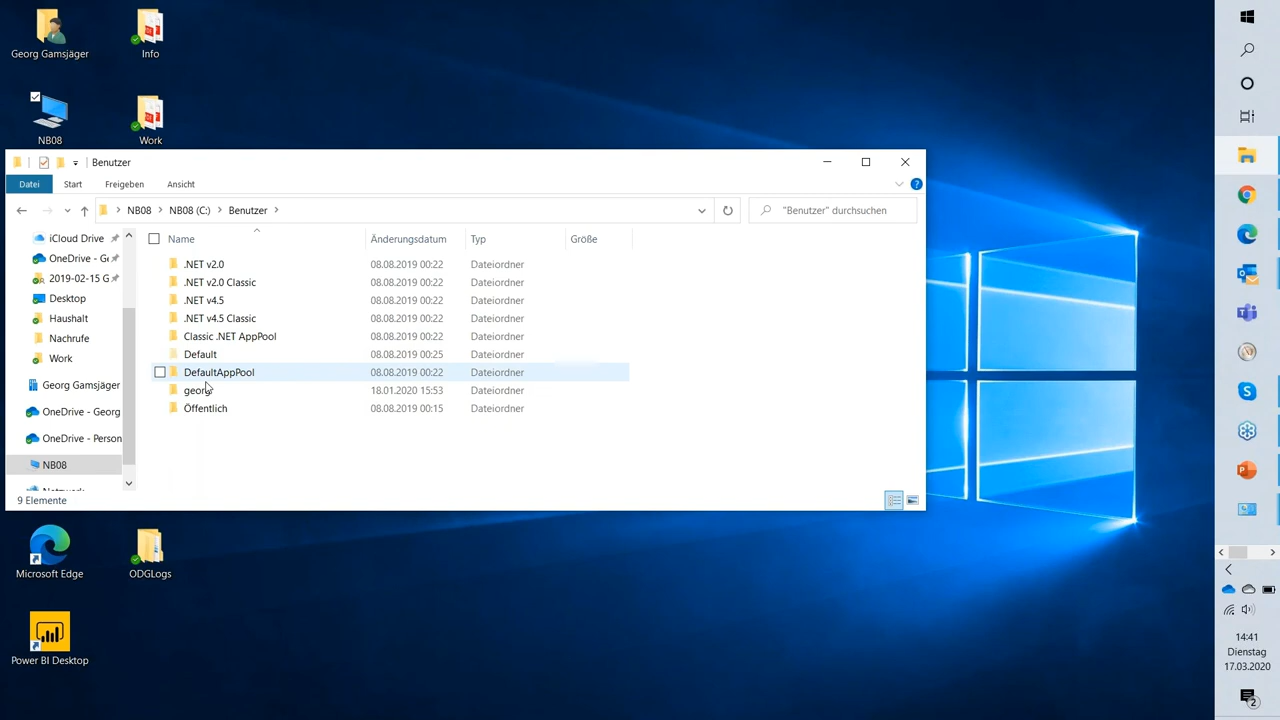 Georg Gamsjäger
Info
NB08
Work
Benutzer
Datei
Start
Freigeben
Ansicht
NB08
NB08 (C:)
Benutzer
"Benutzer" durchsuchen
iCloud Drive
OneDrive - Ge
2019-02-15 G
Desktop
Haushalt
Nachrufe
Work
Georg Gamsjäger
OneDrive - Georg
OneDrive - Person
NB08
Name Änderungsdatum Typ Größe
.NET v2.0 08.08.2019 00:22 Dateiordner
.NET v2.0 Classic 08.08.2019 00:22 Dateiordner
.NET v4.5 08.08.2019 00:22 Dateiordner
.NET v4.5 Classic 08.08.2019 00:22 Dateiordner
Classic .NET AppPool 08.08.2019 00:22 Dateiordner
Default 08.08.2019 00:25 Dateiordner
DefaultAppPool 08.08.2019 00:22 Dateiordner
georg 18.01.2020 15:53 Dateiordner
Öffentlich 08.08.2019 00:15 Dateiordner
9 Elemente
Microsoft Edge
ODGLogs
Power BI Desktop
14:41
Dienstag
17.03.2020
2